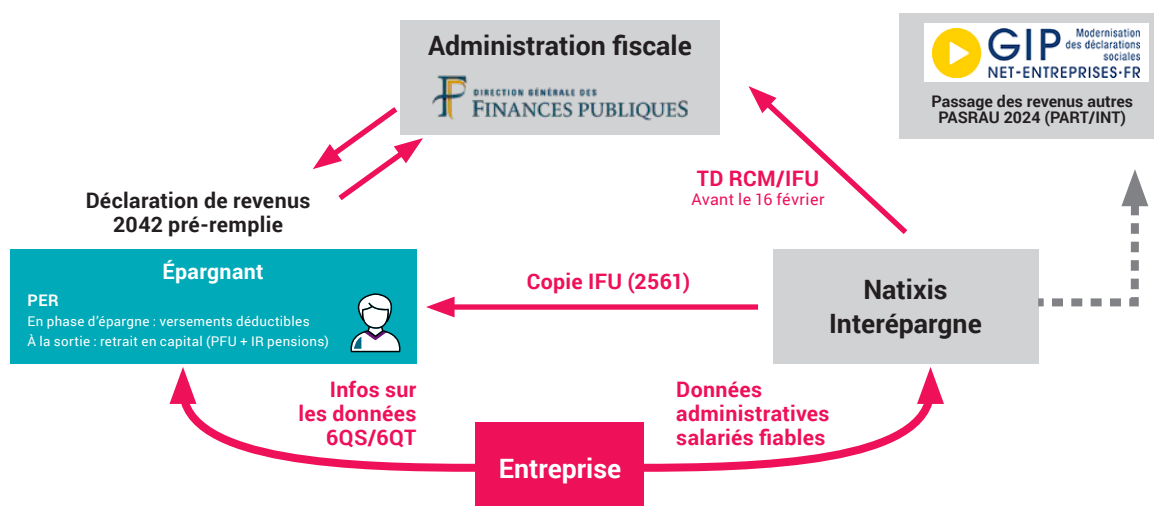 Administration fiscale
DIRECTION GÉNÉRALE DES
FINANCES PUBLIQUES
GIP
Modernisation
des déclarations
sociales
NET-ENTREPRISES·FR
Passage des revenus autres
PASRAU 2024 (PART/INT)
TD RCM/IFU
Avant le 16 février
Déclaration de revenus
2042 pré-remplie
Épargnant
PER
En phase d'épargne : versements déductibles
À la sortie : retrait en capital (PFU + IR pensions)
Copie IFU (2561)
Natixis
Interépargne
Infos sur
les données
6QS/6QT
Données
administratives
salariés fiables
Entreprise